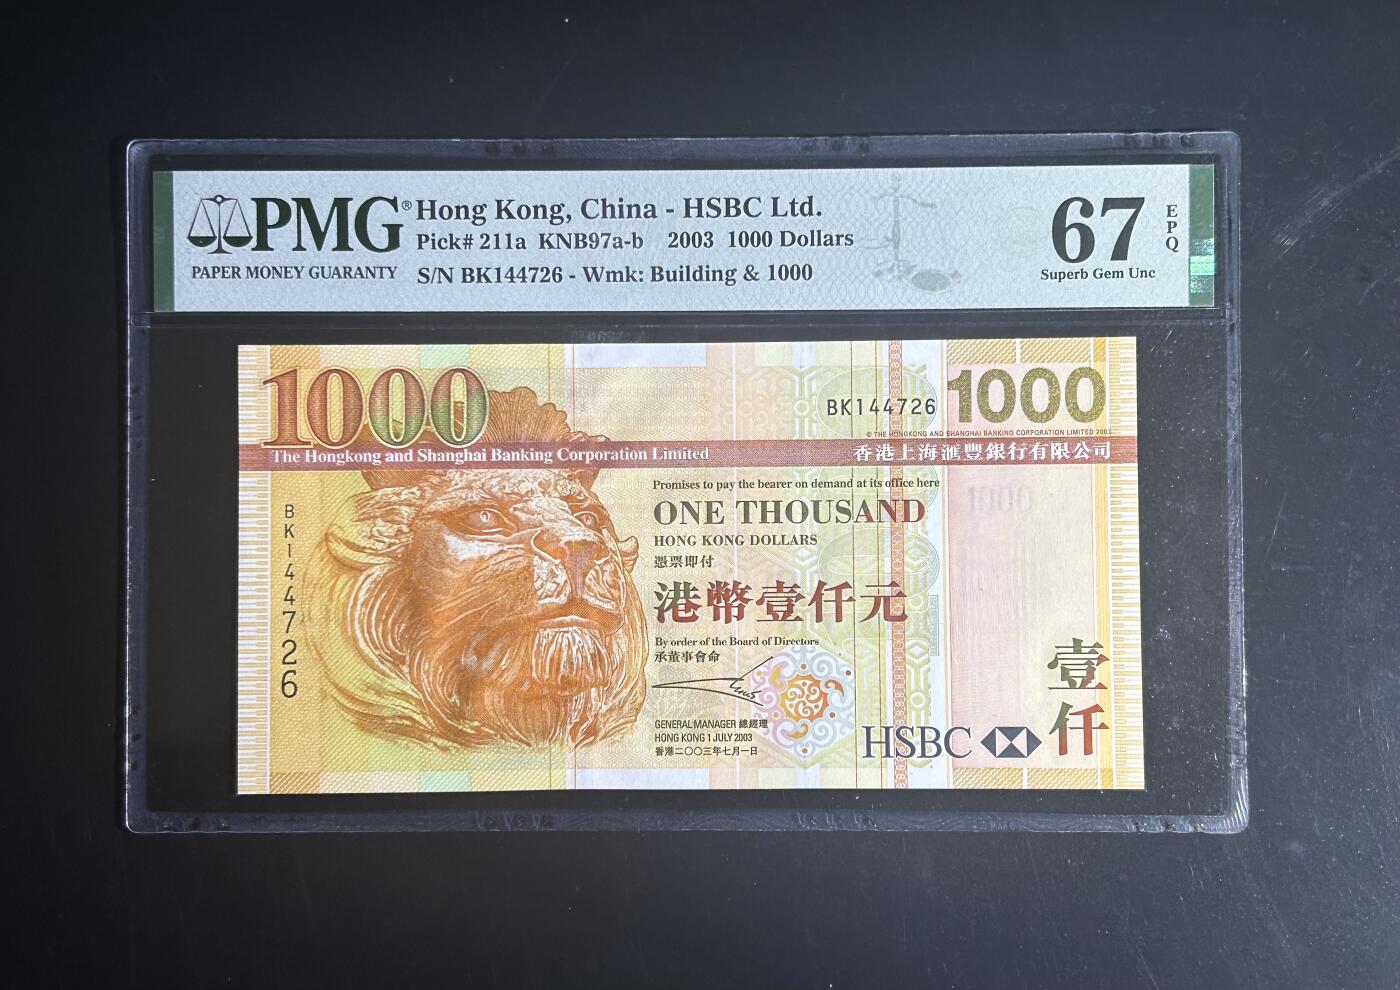 PMG®
PAPER MONEY GUARANTY
Hong Kong, China - HSBC Ltd.
Pick# 211a KNB97a-b 2003 1000 Dollars
S/N BK144726 - Wmk: Building & 1000
67
EPQ
Superb Gem Unc
1000
BK144726
1000
© THE HONGKONG AND SHANGHAI BANKING CORPORATION LIMITED 2003
The Hongkong and Shanghai Banking Corporation Limited
香港上海滙豐銀行有限公司
BK144726
Promises to pay the bearer on demand at its office here
ONE THOUSAND
HONG KONG DOLLARS
憑票即付
港幣壹仟元
By order of the Board of Directors
承董事會命
GENERAL MANAGER 總經理
HONG KONG 1 JULY 2003
香港二〇〇三年七月一日
HSBC
壹仟